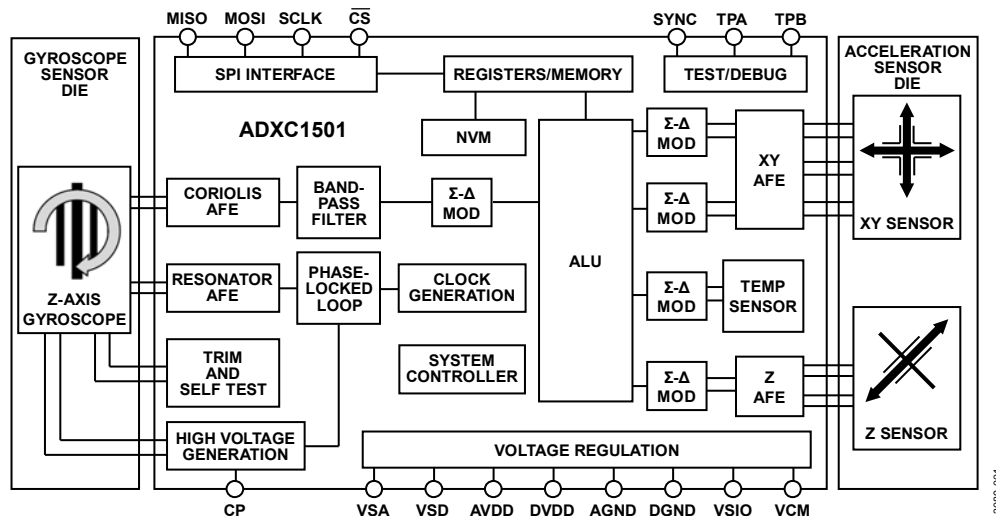 MISO MOSI SCLK CS
SYNC TPA TPB
GYROSCOPE
SENSOR
DIE
SPI INTERFACE
REGISTERS/MEMORY
TEST/DEBUG
ACCELERATION
SENSOR
DIE
ADXC1501
NVM
Σ-Δ
MOD
XY
AFE
XY SENSOR
CORIOLIS
AFE
BAND-
PASS
FILTER
Σ-Δ
MOD
Σ-Δ
MOD
ALU
Z-AXIS
GYROSCOPE
RESONATOR
AFE
PHASE-
LOCKED
LOOP
CLOCK
GENERATION
Σ-Δ
MOD
TEMP
SENSOR
TRIM
AND
SELF TEST
SYSTEM
CONTROLLER
Σ-Δ
MOD
Z
AFE
Z SENSOR
HIGH VOLTAGE
GENERATION
VOLTAGE REGULATION
CP
VSA VSD AVDD DVDD AGND DGND VSIO VCM